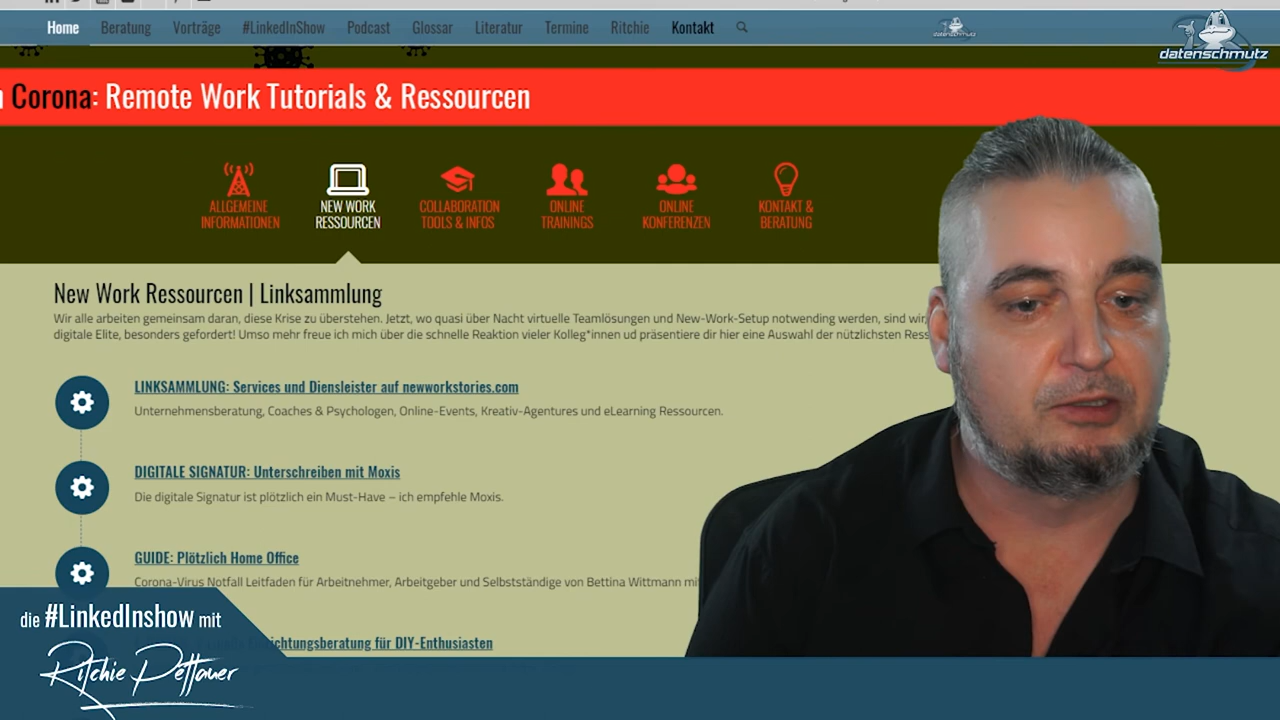 Home Beratung Vorträge #LinkedInShow Podcast Glossar Literatur Termine Ritchie Kontakt
datenschmutz
datenschmutz
Corona: Remote Work Tutorials & Ressourcen
ALLGEMEINE
INFORMATIONEN
NEW WORK
RESSOURCEN
COLLABORATION
TOOLS & INFOS
ONLINE
TRAININGS
ONLINE
KONFERENZEN
KONTAKT &
BERATUNG
New Work Ressourcen | Linksammlung
Wir alle arbeiten gemeinsam daran, diese Krise zu überstehen. Jetzt, wo quasi über Nacht virtuelle Teamlösungen und New-Work-Setup notwending werden, sind wir,
digitale Elite, besonders gefordert! Umso mehr freue ich mich über die schnelle Reaktion vieler Kolleg*innen ud präsentiere dir hier eine Auswahl der nützlichsten Ress
LINKSAMMLUNG: Services und Diensleister auf newworkstories.com
Unternehmensberatung, Coaches & Psychologen, Online-Events, Kreativ-Agentures und eLearning Ressourcen.
DIGITALE SIGNATUR: Unterschreiben mit Moxis
Die digitale Signatur ist plötzlich ein Must-Have – ich empfehle Moxis.
GUIDE: Plötzlich Home Office
Corona-Virus Notfall Leitfaden für Arbeitnehmer, Arbeitgeber und Selbstständige von Bettina Wittmann mi
ichtungsberatung für DIY-Enthusiasten
die #LinkedInshow mit
Ritchie Pettauer